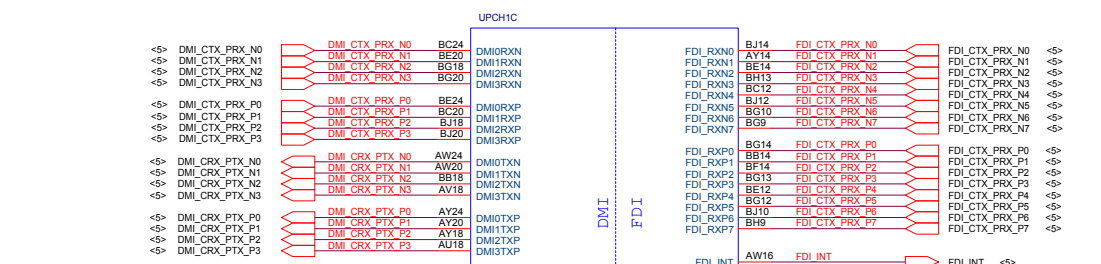 UPCH1C
<5> DMI_CTX_PRX_N0 DMI_CTX_PRX_N0 BC24 DMI0RXN FDI_RXN0 BJ14 FDI_CTX_PRX_N0 FDI_CTX_PRX_N0 <5>
<5> DMI_CTX_PRX_N1 DMI_CTX_PRX_N1 BE20 DMI1RXN FDI_RXN1 AY14 FDI_CTX_PRX_N1 FDI_CTX_PRX_N1 <5>
<5> DMI_CTX_PRX_N2 DMI_CTX_PRX_N2 BG18 DMI2RXN FDI_RXN2 BE14 FDI_CTX_PRX_N2 FDI_CTX_PRX_N2 <5>
<5> DMI_CTX_PRX_N3 DMI_CTX_PRX_N3 BG20 DMI3RXN FDI_RXN3 BH13 FDI_CTX_PRX_N3 FDI_CTX_PRX_N3 <5>
FDI_RXN4 BC12 FDI_CTX_PRX_N4 FDI_CTX_PRX_N4 <5>
<5> DMI_CTX_PRX_P0 DMI_CTX_PRX_P0 BE24 DMI0RXP FDI_RXN5 BJ12 FDI_CTX_PRX_N5 FDI_CTX_PRX_N5 <5>
<5> DMI_CTX_PRX_P1 DMI_CTX_PRX_P1 BC20 DMI1RXP FDI_RXN6 BG10 FDI_CTX_PRX_N6 FDI_CTX_PRX_N6 <5>
<5> DMI_CTX_PRX_P2 DMI_CTX_PRX_P2 BJ18 DMI2RXP FDI_RXN7 BG9 FDI_CTX_PRX_N7 FDI_CTX_PRX_N7 <5>
<5> DMI_CTX_PRX_P3 DMI_CTX_PRX_P3 BJ20 DMI3RXP
FDI_RXP0 BG14 FDI_CTX_PRX_P0 FDI_CTX_PRX_P0 <5>
<5> DMI_CRX_PTX_N0 DMI_CRX_PTX_N0 AW24 DMI0TXN FDI_RXP1 BB14 FDI_CTX_PRX_P1 FDI_CTX_PRX_P1 <5>
<5> DMI_CRX_PTX_N1 DMI_CRX_PTX_N1 AW20 DMI1TXN FDI_RXP2 BF14 FDI_CTX_PRX_P2 FDI_CTX_PRX_P2 <5>
<5> DMI_CRX_PTX_N2 DMI_CRX_PTX_N2 BB18 DMI2TXN FDI_RXP3 BG13 FDI_CTX_PRX_P3 FDI_CTX_PRX_P3 <5>
<5> DMI_CRX_PTX_N3 DMI_CRX_PTX_N3 AV18 DMI3TXN FDI_RXP4 BE12 FDI_CTX_PRX_P4 FDI_CTX_PRX_P4 <5>
FDI_RXP5 BG12 FDI_CTX_PRX_P5 FDI_CTX_PRX_P5 <5>
<5> DMI_CRX_PTX_P0 DMI_CRX_PTX_P0 AY24 DMI0TXP FDI_RXP6 BJ10 FDI_CTX_PRX_P6 FDI_CTX_PRX_P6 <5>
<5> DMI_CRX_PTX_P1 DMI_CRX_PTX_P1 AY20 DMI1TXP FDI_RXP7 BH9 FDI_CTX_PRX_P7 FDI_CTX_PRX_P7 <5>
<5> DMI_CRX_PTX_P2 DMI_CRX_PTX_P2 AY18 DMI2TXP
<5> DMI_CRX_PTX_P3 DMI_CRX_PTX_P3 AU18 DMI3TXP
DMI
FDI
FDI_INT AW16 FDI_INT FDI_INT <5>